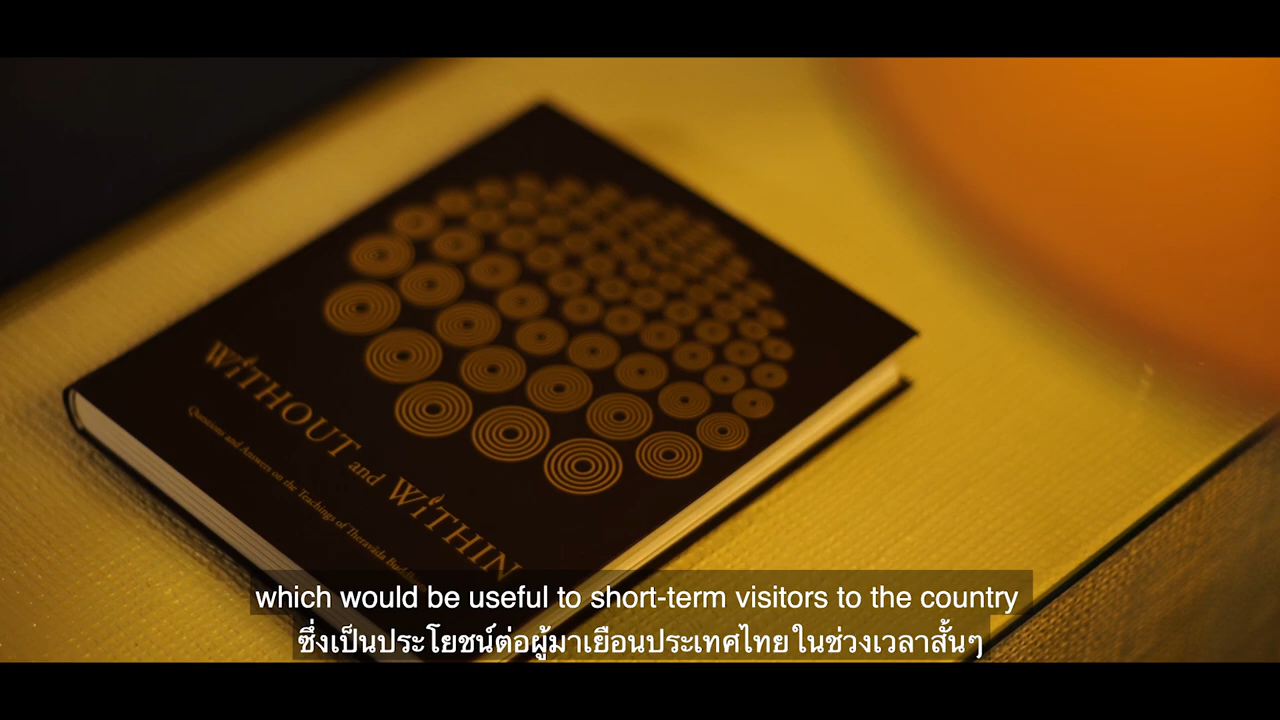 WiTHOUT and WiTHIN
Questions and Answers on the Teachings of Theravāda
which would be useful to short-term visitors to the country
ซึ่งเป็นประโยชน์ต่อผู้มาเยือนประเทศไทยในช่วงเวลาสั้นๆ